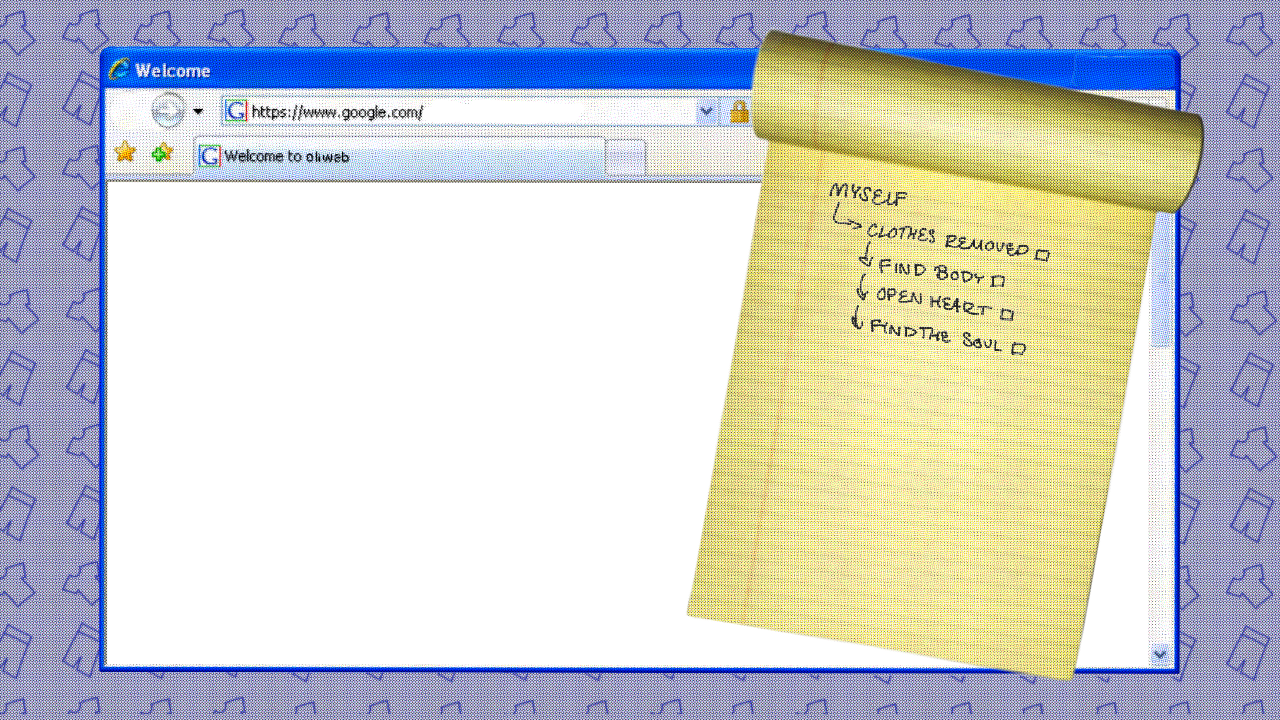 Welcome
https://www.google.com/
Welcome to oliweb
MYSELF
CLOTHES REMOVED
FIND BODY
OPEN HEART
FIND THE SOUL